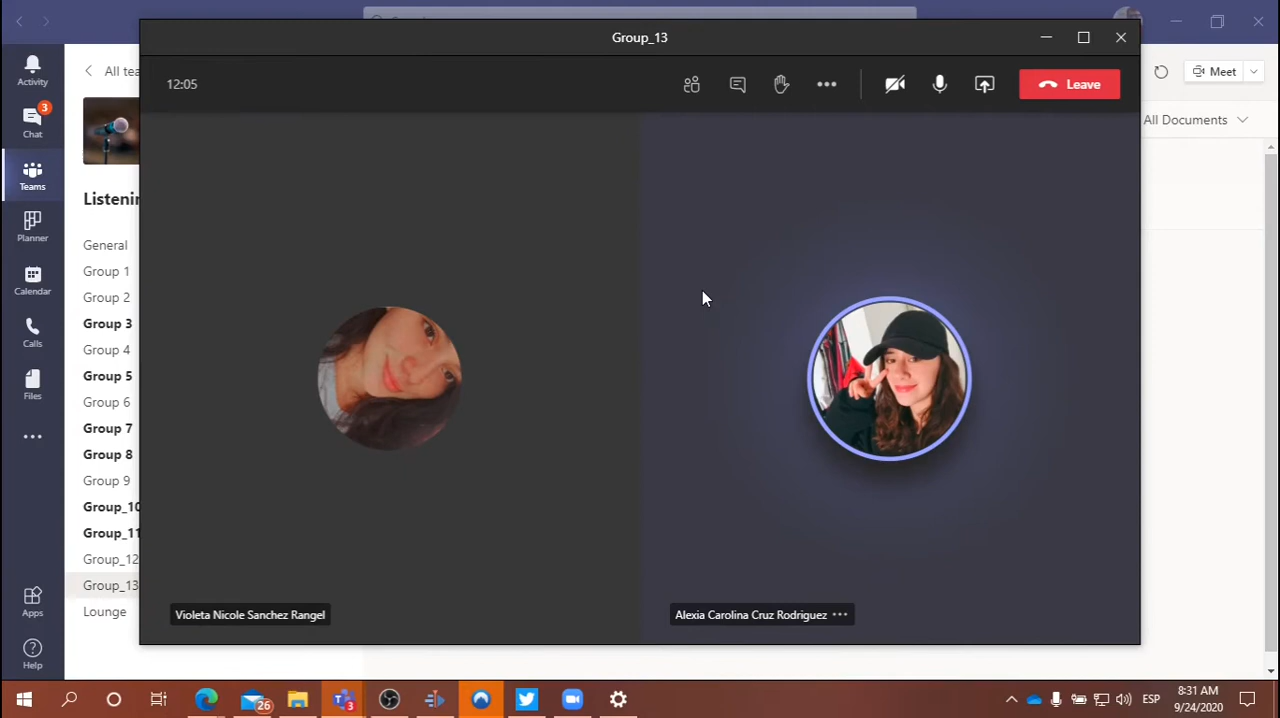 Group_13
12:05
Leave
Activity
Chat
3
Teams
Planner
Calendar
Calls
Files
Apps
Help
All tea
Listenin
General
Group 1
Group 2
Group 3
Group 4
Group 5
Group 6
Group 7
Group 8
Group 9
Group_10
Group_11
Group_12
Group_13
Lounge
Meet
All Documents
Violeta Nicole Sanchez Rangel
Alexia Carolina Cruz Rodriguez
26
3
ESP
8:31 AM
9/24/2020